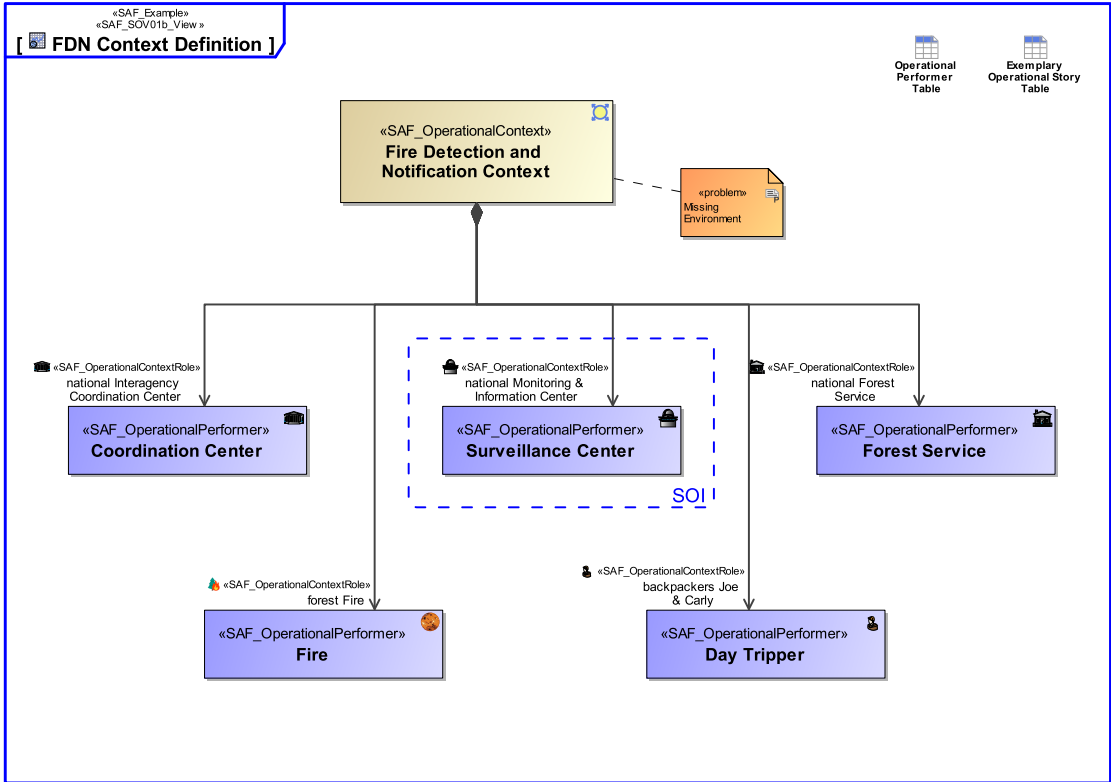 «SAF_Example»
«SAF_SOV01b_View »
[ FDN Context Definition ]
Operational
Performer
Table
Exemplary
Operational Story
Table
«SAF_OperationalContext»
Fire Detection and
Notification Context
«problem»
Missing
Environment
«SAF_OperationalContextRole»
national Interagency
Coordination Center
«SAF_OperationalContextRole»
national Monitoring &
Information Center
«SAF_OperationalContextRole»
national Forest
Service
«SAF_OperationalPerformer»
Coordination Center
«SAF_OperationalPerformer»
Surveillance Center
«SAF_OperationalPerformer»
Forest Service
SOI
«SAF_OperationalContextRole»
forest Fire
«SAF_OperationalContextRole»
backpackers Joe
& Carly
«SAF_OperationalPerformer»
Fire
«SAF_OperationalPerformer»
Day Tripper